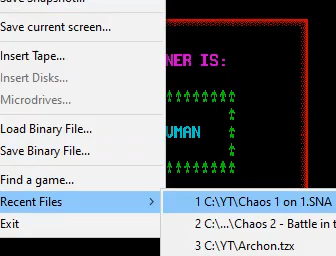 Save current screen...
NER IS:
Insert Tape...
Insert Disks...
Microdrives...
UMAN
Load Binary File...
Save Binary File...
Find a game...
Recent Files
1 C:\YT\Chaos 1 on 1.SNA
Exit
2 C:\...\Chaos 2 - Battle in t
3 C:\YT\Archon.tzx